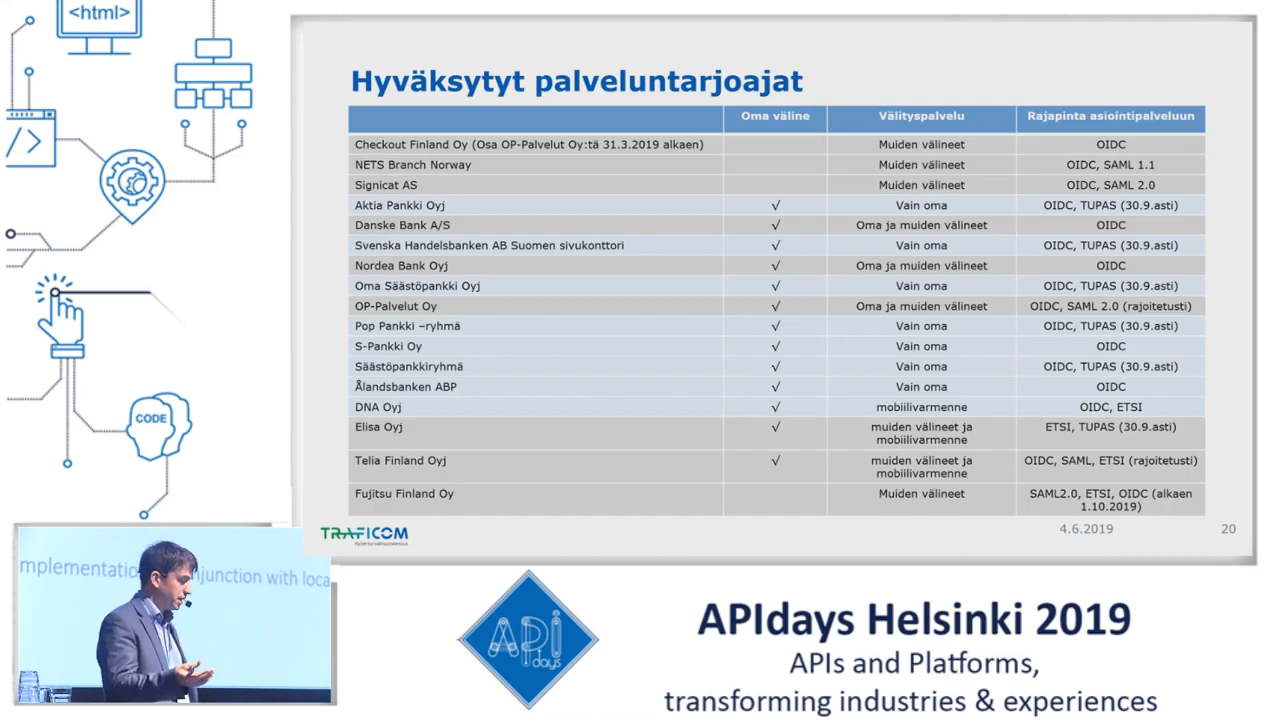 <html>
</>
CODE
Hyväksytyt palveluntarjoajat
Oma väline Välityspalvelu Rajapinta asiointipalveluun
Checkout Finland Oy (Osa OP-Palvelut Oy:tä 31.3.2019 alkaen) Muiden välineet OIDC
NETS Branch Norway Muiden välineet OIDC, SAML 1.1
Signicat AS Muiden välineet OIDC, SAML 2.0
Aktia Pankki Oyj √ Vain oma OIDC, TUPAS (30.9.asti)
Danske Bank A/S √ Oma ja muiden välineet OIDC
Svenska Handelsbanken AB Suomen sivukonttori √ Vain oma OIDC, TUPAS (30.9.asti)
Nordea Bank Oyj √ Oma ja muiden välineet OIDC
Oma Säästöpankki Oyj √ Vain oma OIDC, TUPAS (30.9.asti)
OP-Palvelut Oy √ Oma ja muiden välineet OIDC, SAML 2.0 (rajoitetusti)
Pop Pankki –ryhmä √ Vain oma OIDC, TUPAS (30.9.asti)
S-Pankki Oy √ Vain oma OIDC
Säästöpankkiryhmä √ Vain oma OIDC, TUPAS (30.9.asti)
Ålandsbanken ABP √ Vain oma OIDC
DNA Oyj √ mobiilivarmenne OIDC, ETSI
Elisa Oyj √ muiden välineet ja
mobiilivarmenne
ETSI, TUPAS (30.9.asti)
Telia Finland Oyj √ muiden välineet ja
mobiilivarmenne
OIDC, SAML, ETSI (rajoitetusti)
Fujitsu Finland Oy Muiden välineet SAML2.0, ETSI, OIDC (alkaen
1.10.2019)
TRAFICOM
Kyberturvallisuuskeskus
4.6.2019 20
mplementatio njunction with loca
API
days
APIdays Helsinki 2019
APIs and Platforms,
transforming industries & experiences